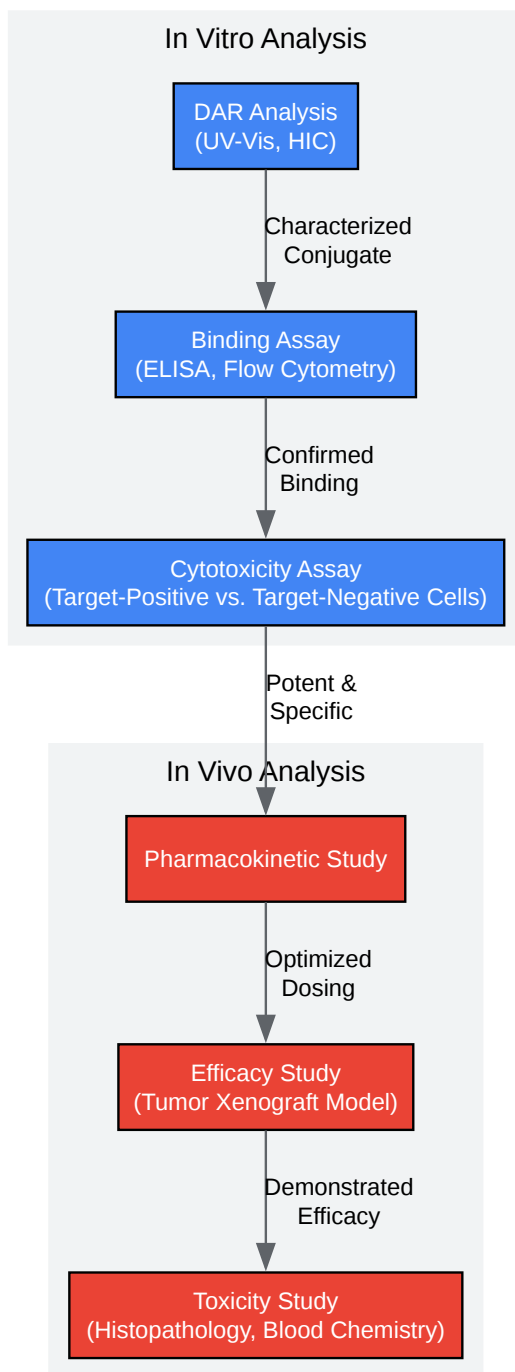 In Vitro Analysis
DAR Analysis
(UV-Vis, HIC)
Characterized
Conjugate
Binding Assay
(ELISA, Flow Cytometry)
Confirmed
Binding
Cytotoxicity Assay
(Target-Positive vs. Target-Negative Cells)
Potent &
Specific
In Vivo Analysis
Pharmacokinetic Study
Optimized
Dosing
Efficacy Study
(Tumor Xenograft Model)
Demonstrated
Efficacy
Toxicity Study
(Histopathology, Blood Chemistry)